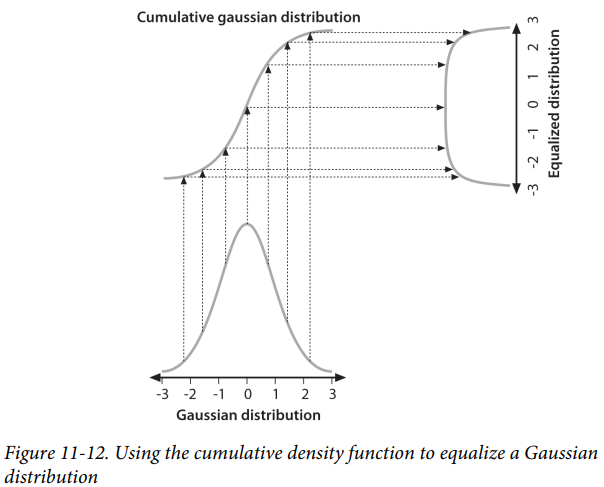 Cumulative gaussian distribution
-3 -2 -1 0 1 2 3
Equalized distribution
-3 -2 -1 0 1 2 3
Gaussian distribution
Figure 11-12. Using the cumulative density function to equalize a Gaussian
distribution